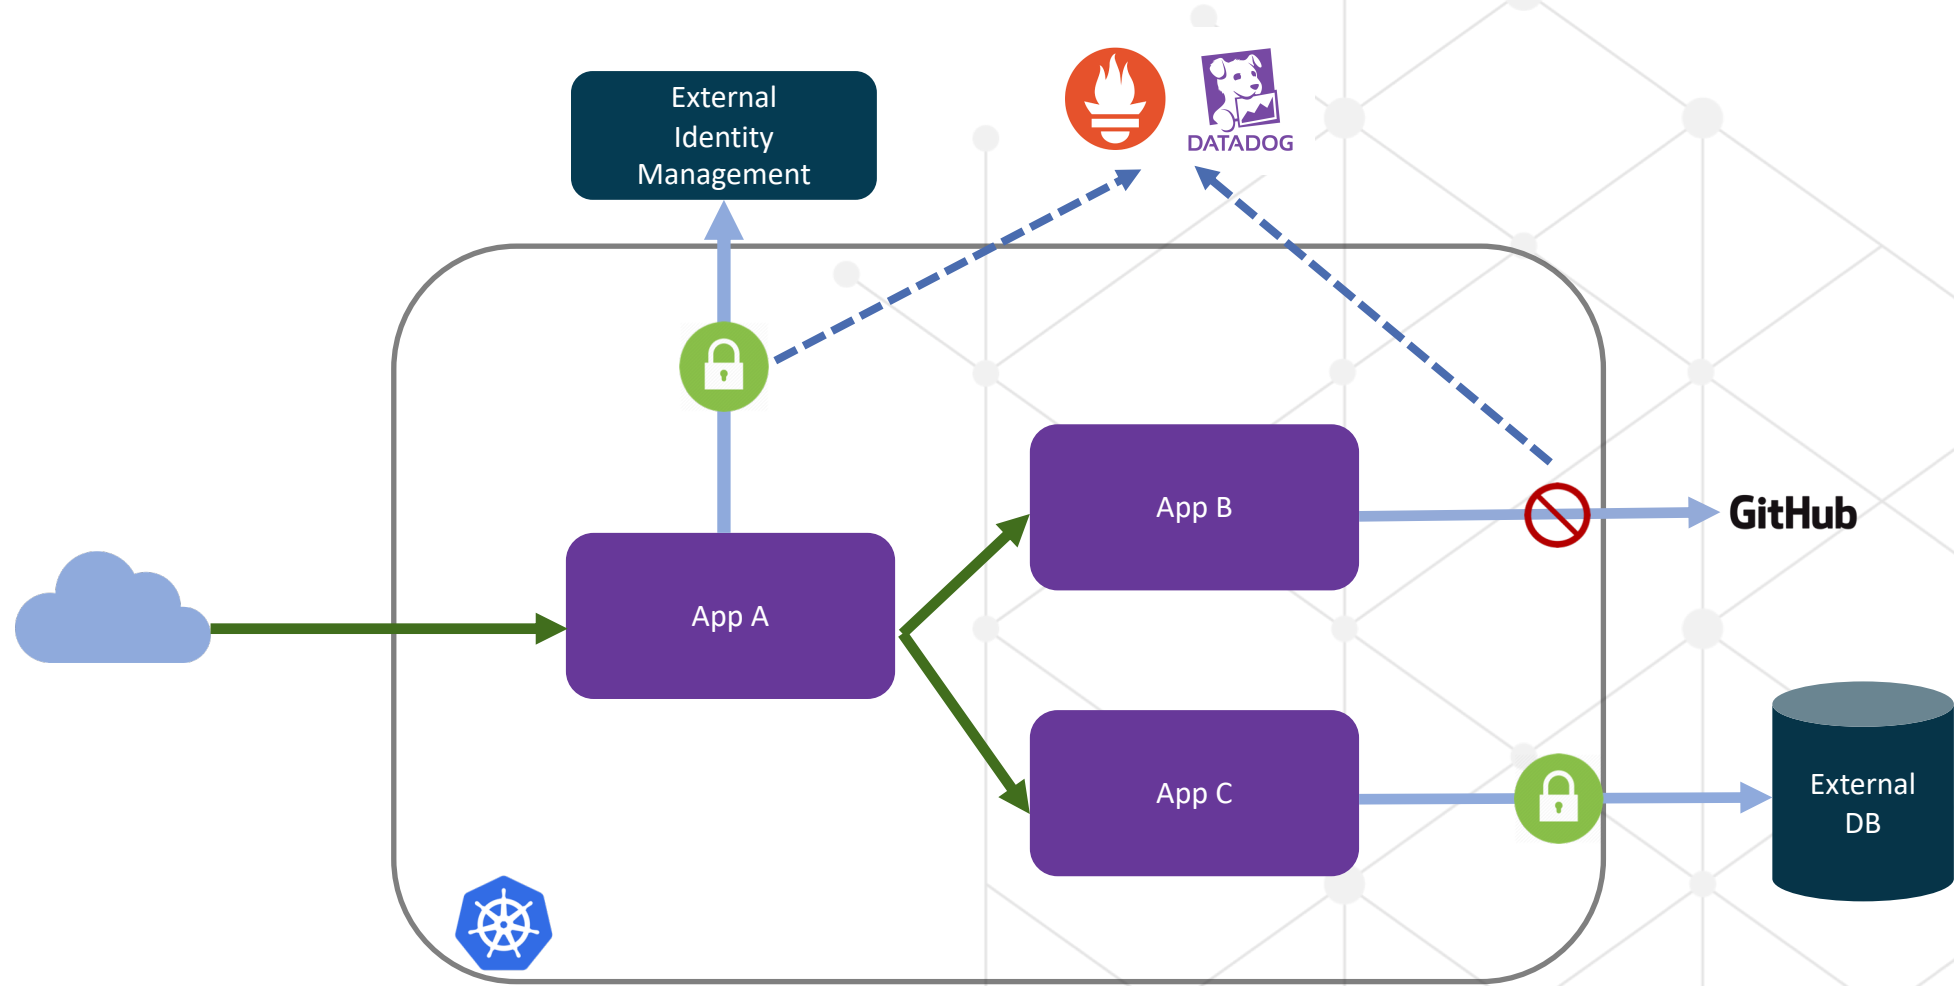 External
Identity
Management
DATADOG
App B
GitHub
App A
App C
External
DB